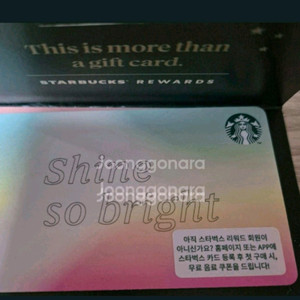 This is more than
a gift card.
STARBUCKS® REWARDS
Shine
so bright
Joonggonara
Joonggonara
아직 스타벅스 리워드 회원이
아니신가요? 홈페이지 또는 APP에
스타벅스 카드 등록 후 첫 구매 시,
무료 음료 쿠폰을 드립니다!